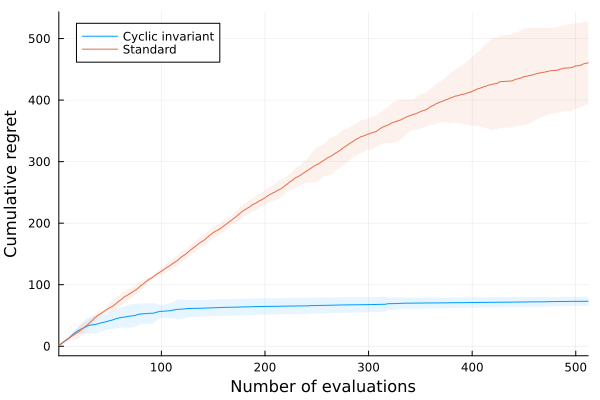 Cyclic invariant
Standard
Cumulative regret
500
400
300
200
100
0
100 200 300 400 500
Number of evaluations